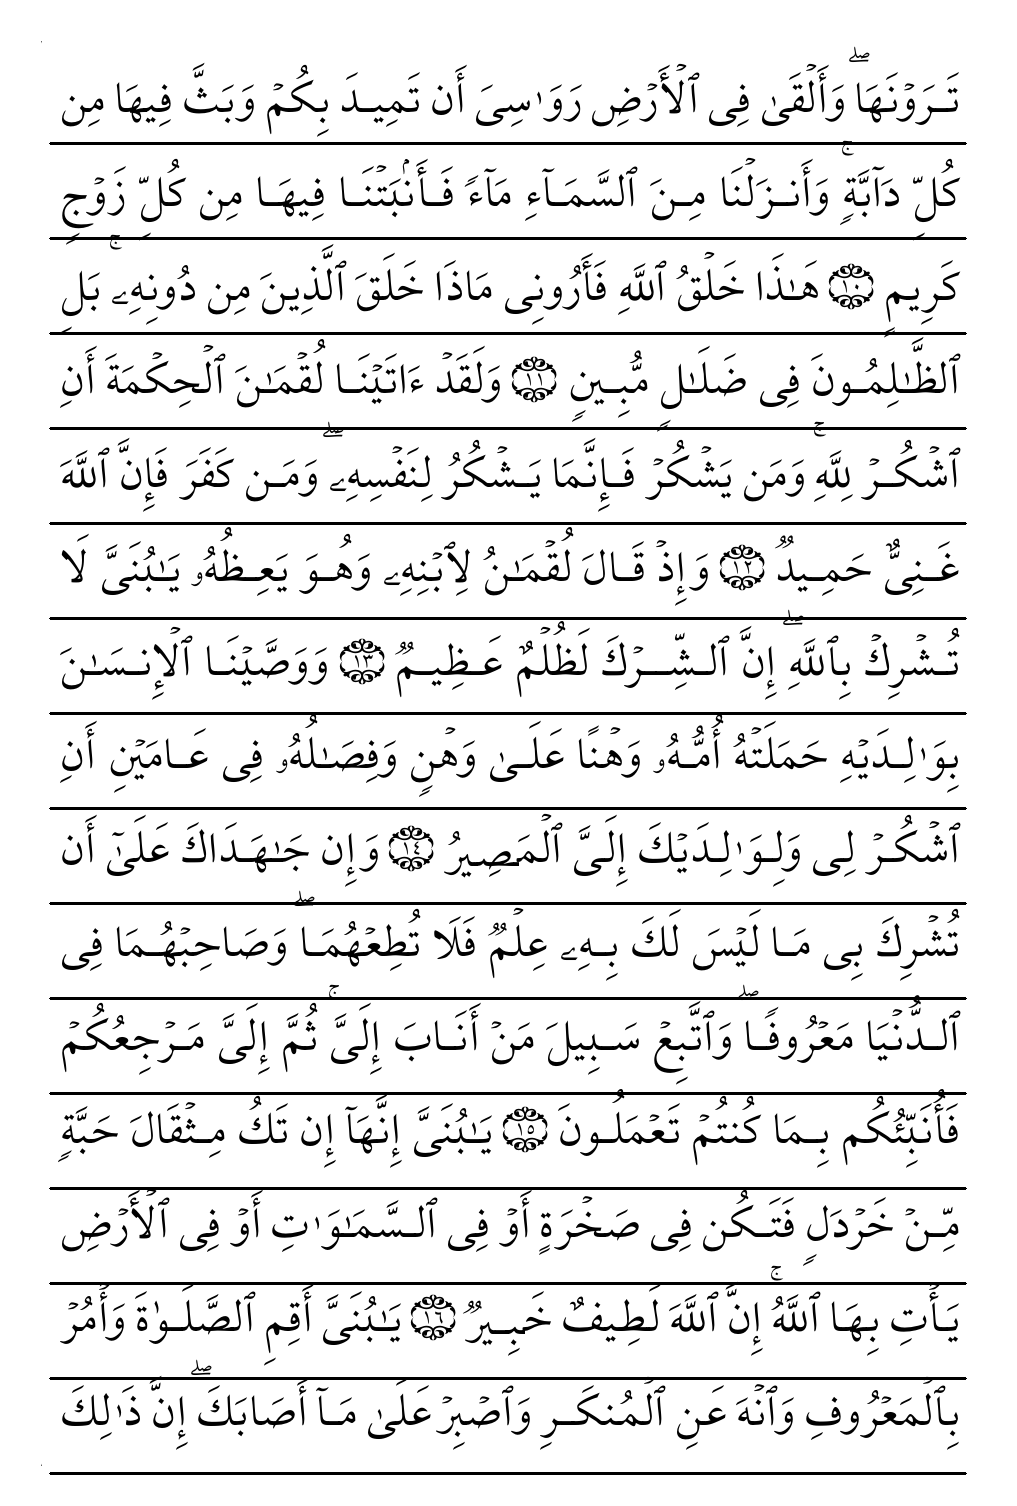 تَرَوۡنَهَاۖ وَأَلۡقَىٰ فِى ٱلۡأَرۡضِ رَوَٰسِىَ أَن تَمِيدَ بِكُمۡ وَبَثَّ فِيهَا مِن
كُلِّ دَآبَّةٍۚ وَأَنزَلۡنَا مِنَ ٱلسَّمَآءِ مَآءً فَأَنۢبَتۡنَا فِيهَا مِن كُلِّ زَوۡجٍ
كَرِيمٍ ١٠ هَـٰذَا خَلۡقُ ٱللَّهِ فَأَرُونِى مَاذَا خَلَقَ ٱلَّذِينَ مِن دُونِهِۦۚ بَلِ
ٱلظَّـٰلِمُونَ فِى ضَلَـٰلٍ مُّبِينٍ ١١ وَلَقَدۡ ءَاتَيۡنَا لُقۡمَـٰنَ ٱلۡحِكۡمَةَ أَنِ
ٱشۡكُرۡ لِلَّهِۚ وَمَن يَشۡكُرۡ فَإِنَّمَا يَشۡكُرُ لِنَفۡسِهِۦۖ وَمَن كَفَرَ فَإِنَّ ٱللَّهَ
غَنِىٌّ حَمِيدٌ ١٢ وَإِذۡ قَالَ لُقۡمَـٰنُ لِٱبۡنِهِۦ وَهُوَ يَعِظُهُۥ يَـٰبُنَىَّ لَا
تُشۡرِكۡ بِٱللَّهِۖ إِنَّ ٱلشِّرۡكَ لَظُلۡمٌ عَظِيمٌ ١٣ وَوَصَّيۡنَا ٱلۡإِنسَـٰنَ
بِوَٰلِدَيۡهِ حَمَلَتۡهُ أُمُّهُۥ وَهۡنًا عَلَىٰ وَهۡنٍ وَفِصَـٰلُهُۥ فِى عَامَيۡنِ أَنِ
ٱشۡكُرۡ لِى وَلِوَٰلِدَيۡكَ إِلَىَّ ٱلۡمَصِيرُ ١٤ وَإِن جَـٰهَدَاكَ عَلَىٰٓ أَن
تُشۡرِكَ بِى مَا لَيۡسَ لَكَ بِهِۦ عِلۡمٌ فَلَا تُطِعۡهُمَاۖ وَصَاحِبۡهُمَا فِى
ٱلدُّنۡيَا مَعۡرُوفًاۖ وَٱتَّبِعۡ سَبِيلَ مَنۡ أَنَابَ إِلَىَّۚ ثُمَّ إِلَىَّ مَرۡجِعُكُمۡ
فَأُنَبِّئُكُم بِمَا كُنتُمۡ تَعۡمَلُونَ ١٥ يَـٰبُنَىَّ إِنَّهَآ إِن تَكُ مِثۡقَالَ حَبَّةٍ
مِّنۡ خَرۡدَلٍ فَتَكُن فِى صَخۡرَةٍ أَوۡ فِى ٱلسَّمَـٰوَٰتِ أَوۡ فِى ٱلۡأَرۡضِ
يَأۡتِ بِهَا ٱللَّهُۚ إِنَّ ٱللَّهَ لَطِيفٌ خَبِيرٌ ١٦ يَـٰبُنَىَّ أَقِمِ ٱلصَّلَوٰةَ وَأۡمُرۡ
بِٱلۡمَعۡرُوفِ وَٱنۡهَ عَنِ ٱلۡمُنكَرِ وَٱصۡبِرۡ عَلَىٰ مَآ أَصَابَكَۖ إِنَّ ذَٰلِكَ